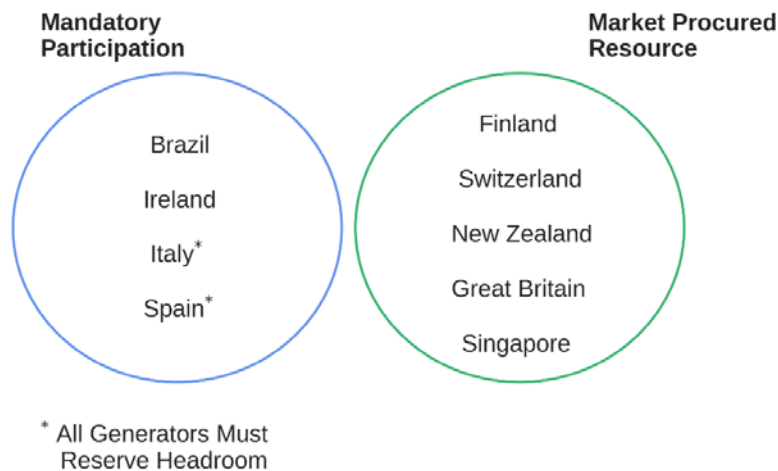 Mandatory
Participation
Market Procured
Resource
Brazil
Ireland
Italy*
Spain*
Finland
Switzerland
New Zealand
Great Britain
Singapore
* All Generators Must
Reserve Headroom